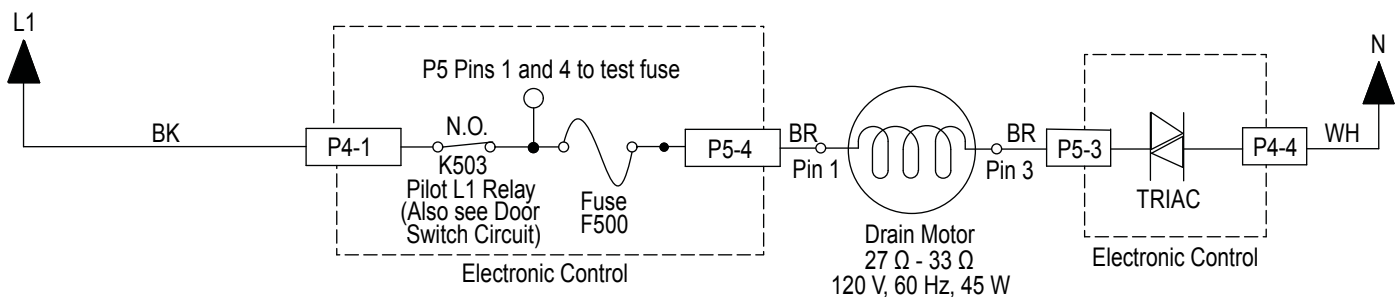 L1
N
P5 Pins 1 and 4 to test fuse
BK
P4-1
N.O.
K503
Pilot L1 Relay
(Also see Door
Switch Circuit)
Fuse
F500
P5-4
BR
Pin 1
BR
Pin 3
P5-3
TRIAC
P4-4
WH
Electronic Control
Drain Motor
27 Ω - 33 Ω
120 V, 60 Hz, 45 W
Electronic Control